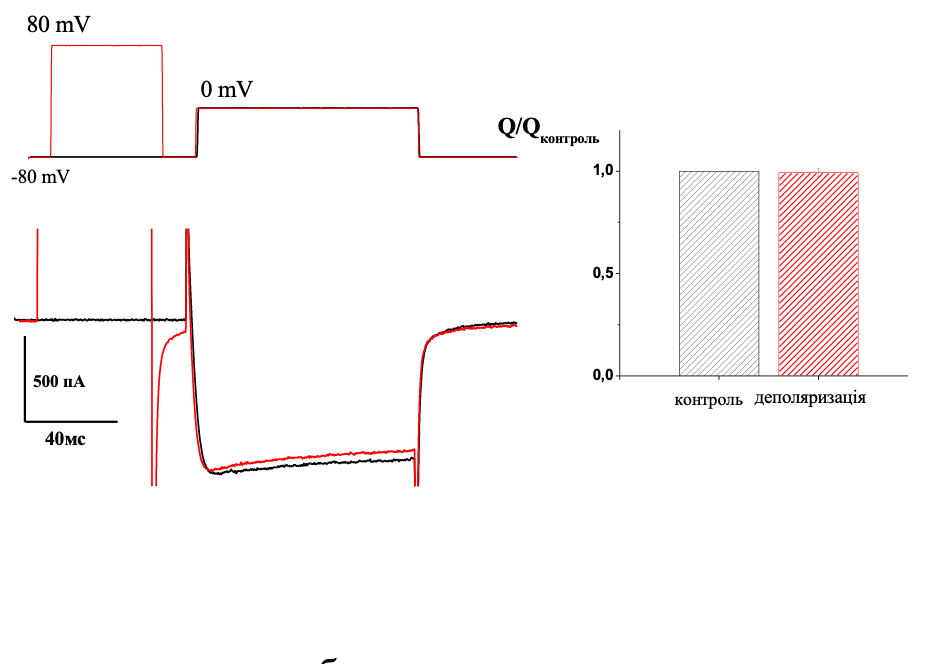 80 mV
0 mV
-80 mV
500 пА
40мс
Q/Qконтроль
1,0
0,5
0,0
контроль
деполяризація
б